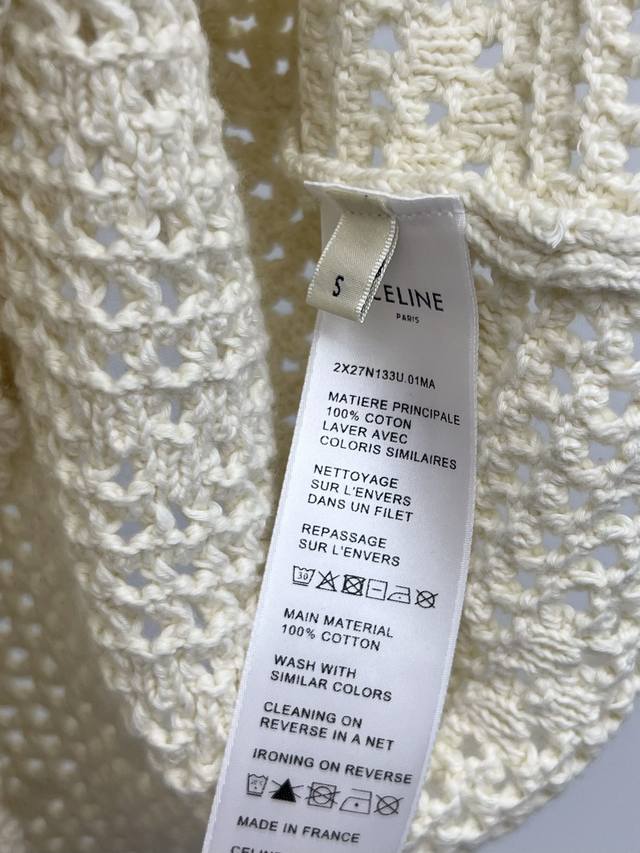 S
CELINE
PARIS
2X27N133U.01MA
MATIERE PRINCIPALE
100% COTON
LAVER AVEC
COLORIS SIMILAIRES
NETTOYAGE
SUR L'ENVERS
DANS UN FILET
REPASSAGE
SUR L'ENVERS
30
MAIN MATERIAL
100% COTTON
WASH WITH
SIMILAR COLORS
CLEANING ON
REVERSE IN A NET
IRONING ON REVERSE
MADE IN FRANCE